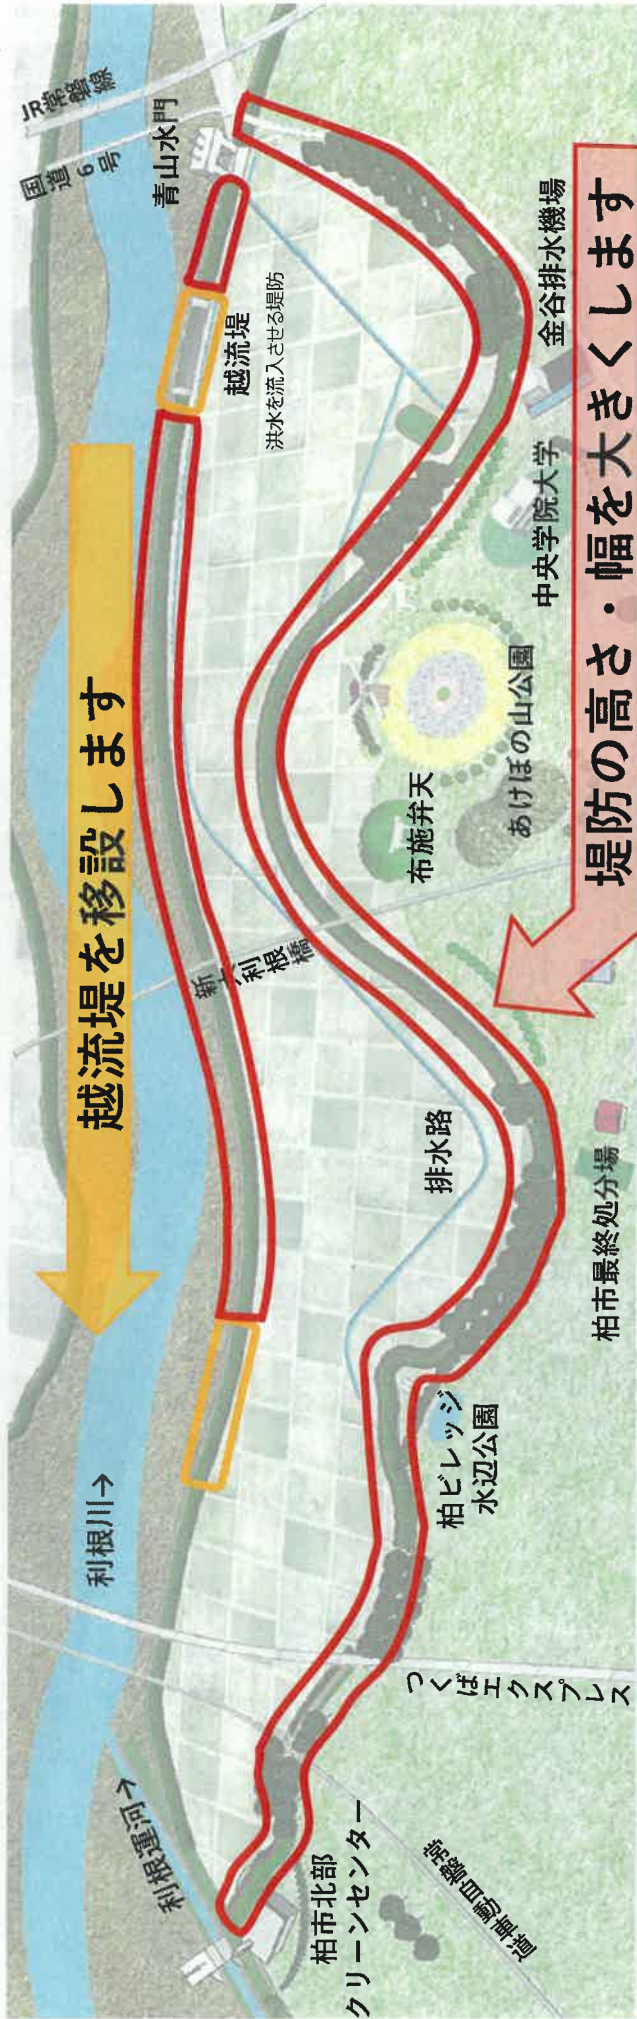 越流堤を移設します
JR常磐線
国道6号
青山水門
越流堤
洪水を流入させる堤防
利根川→
利根運河→
新大利根橋
排水路
布施弁天
あけぼの山公園
中央学院大学
金谷排水機場
柏ビレッジ
水辺公園
柏市最終処分場
つくばエクスプレス
柏市北部
クリーンセンター
常磐自動車道
堤防の高さ・幅を大きくします